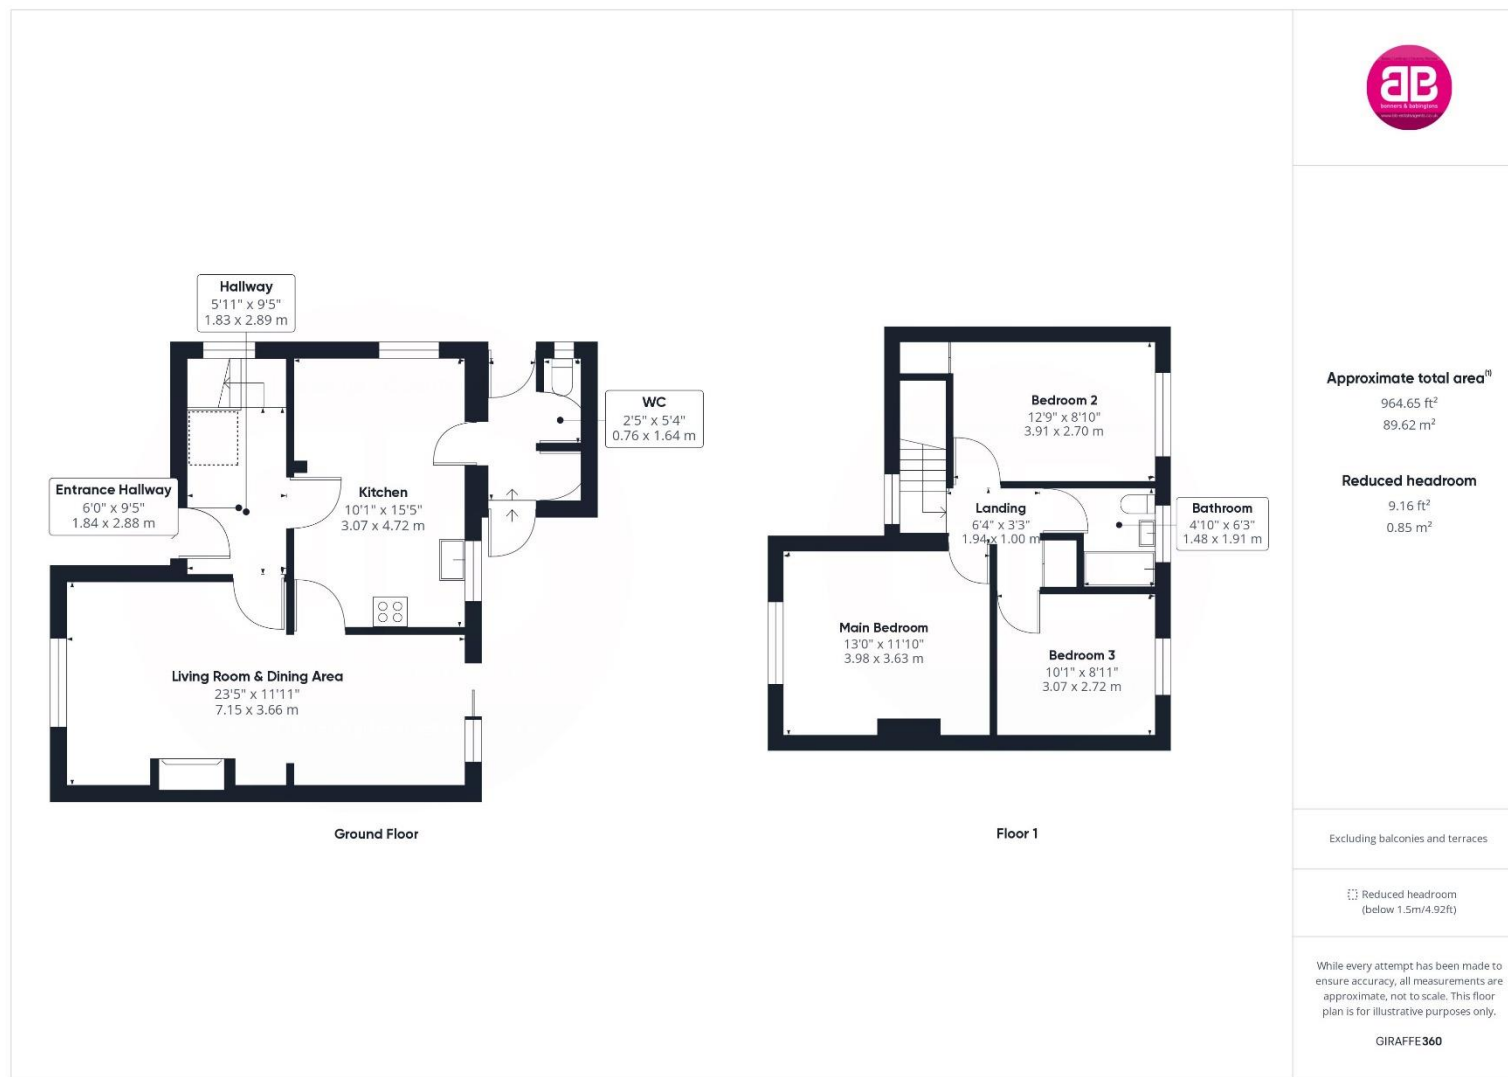 Hallway
5'11" x 9'5"
1.83 x 2.89 m
WC
2'5" x 5'4"
0.76 x 1.64 m
Entrance Hallway
6'0" x 9'5"
1.84 x 2.88 m
Kitchen
10'1" x 15'5"
3.07 x 4.72 m
Living Room & Dining Area
23'5" x 11'11"
7.15 x 3.66 m
Ground Floor
Bedroom 2
12'9" x 8'10"
3.91 x 2.70 m
Landing
6'4" x 3'3"
1.94 x 1.00 m
Bathroom
4'10" x 6'3"
1.48 x 1.91 m
Main Bedroom
13'0" x 11'10"
3.98 x 3.63 m
Bedroom 3
10'1" x 8'11"
3.07 x 2.72 m
Floor 1
BB
bonners & babingtons
Approximate total area(1)
964.65 ft²
89.62 m²
Reduced headroom
9.16 ft²
0.85 m²
Excluding balconies and terraces
Reduced headroom
(below 1.5m/4.92ft)
While every attempt has been made to
ensure accuracy, all measurements are
approximate, not to scale. This floor
plan is for illustrative purposes only.
GIRAFFE360